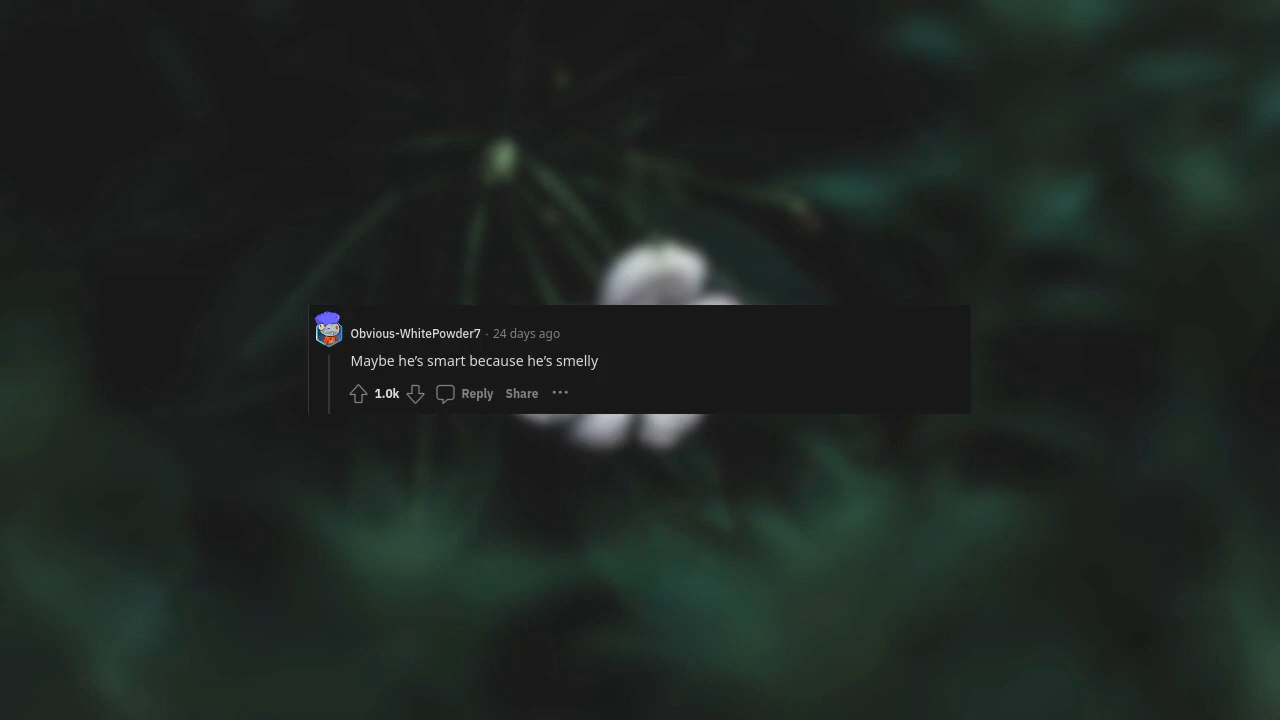 Obvious-WhitePowder7 · 24 days ago
Maybe he’s smart because he’s smelly
1.0k Reply Share ···